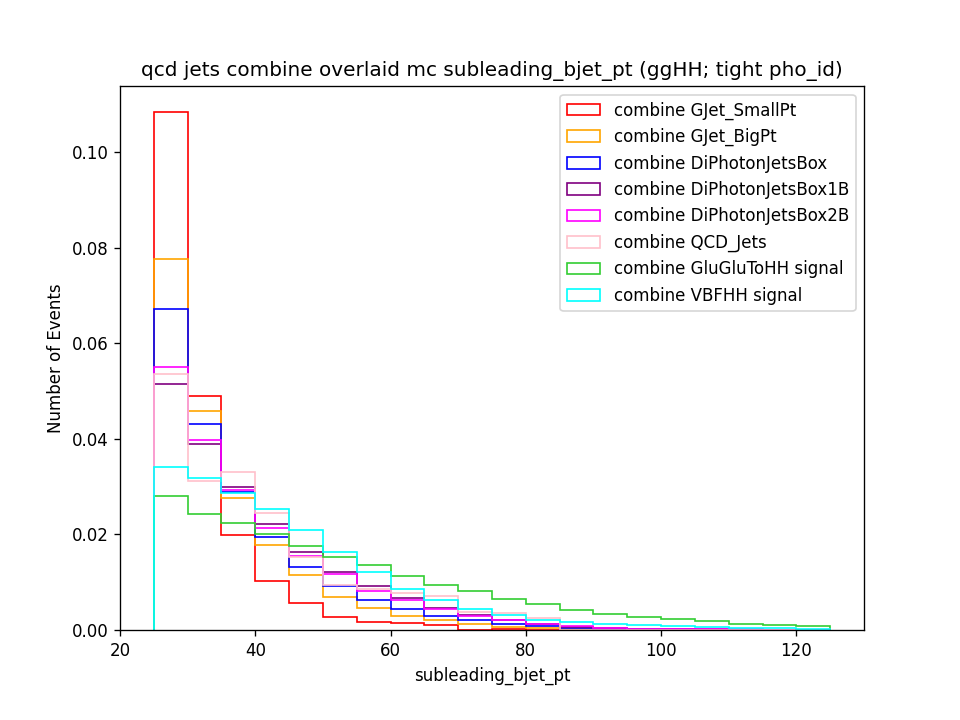 qcd jets combine overlaid mc subleading_bjet_pt (ggHH; tight pho_id)
combine GJet_SmallPt
combine GJet_BigPt
combine DiPhotonJetsBox
combine DiPhotonJetsBox1B
combine DiPhotonJetsBox2B
combine QCD_Jets
combine GluGluToHH signal
combine VBFHH signal
Number of Events
0.10
0.08
0.06
0.04
0.02
0.00
20 40 60 80 100 120
subleading_bjet_pt